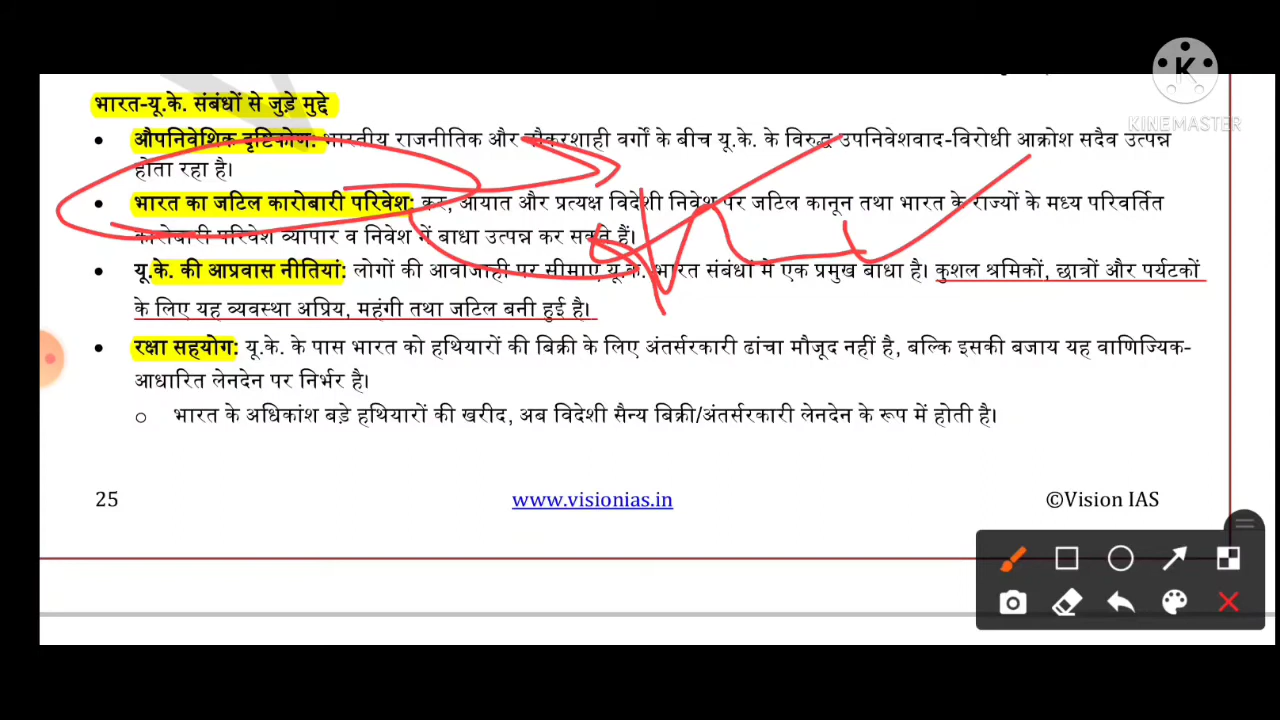 K
KINEMASTER
भारत-यू.के. संबंधों से जुड़े मुद्दे
• औपनिवेशिक दृष्टिकोण: भारतीय राजनीतिक और नौकरशाही वर्गों के बीच यू.के. के विरुद्ध उपनिवेशवाद-विरोधी आक्रोश सदैव उत्पन्न
होता रहा है।
• भारत का जटिल कारोबारी परिवेश: कर, आयात और प्रत्यक्ष विदेशी निवेश पर जटिल कानून तथा भारत के राज्यों के मध्य परिवर्तित
कारोबारी परिवेश व्यापार व निवेश में बाधा उत्पन्न कर सकते हैं।
• यू.के. की आप्रवास नीतियां: लोगों की आवाजाही पर सीमाएं यू.के. भारत संबंधों में एक प्रमुख बाधा है। कुशल श्रमिकों, छात्रों और पर्यटकों
के लिए यह व्यवस्था अप्रिय, महंगी तथा जटिल बनी हुई है।
• रक्षा सहयोग: यू.के. के पास भारत को हथियारों की बिक्री के लिए अंतर्सरकारी ढांचा मौजूद नहीं है, बल्कि इसकी बजाय यह वाणिज्यिक-
आधारित लेनदेन पर निर्भर है।
o भारत के अधिकांश बड़े हथियारों की खरीद, अब विदेशी सैन्य बिक्री/अंतर्सरकारी लेनदेन के रूप में होती है।
25 www.visionias.in ©Vision IAS